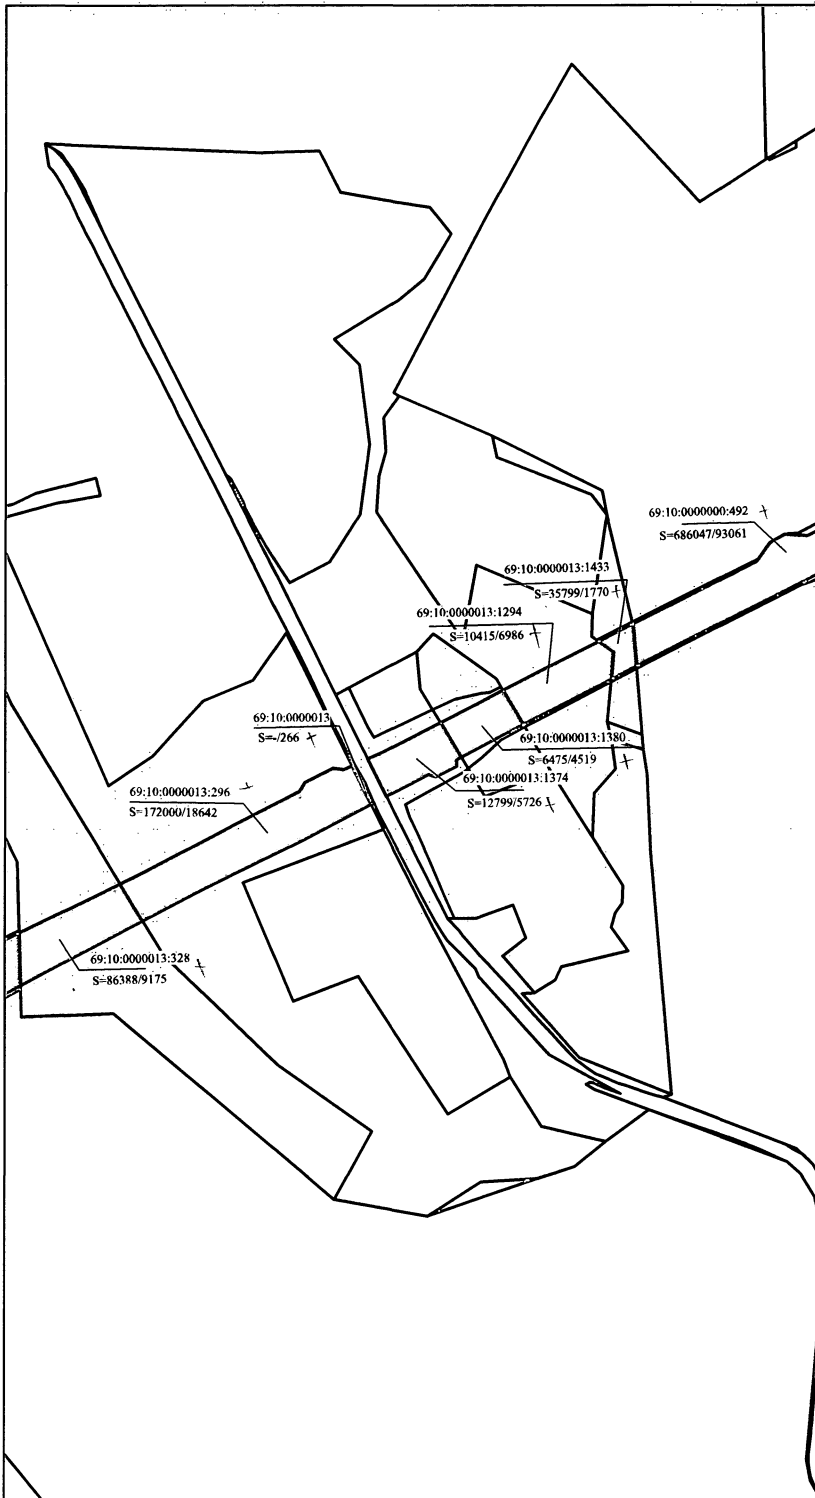 69:10:0000000:492
S=686047/93061
69:10:0000013:1433
S=35799/1770
69:10:0000013:1294
S=10415/6986
69:10:0000013
S=-/266
69:10:0000013:1380
S=6475/4519
69:10:0000013:1374
S=12799/5726
69:10:0000013:296
S=172000/18642
69:10:0000013:328
S=86388/9175